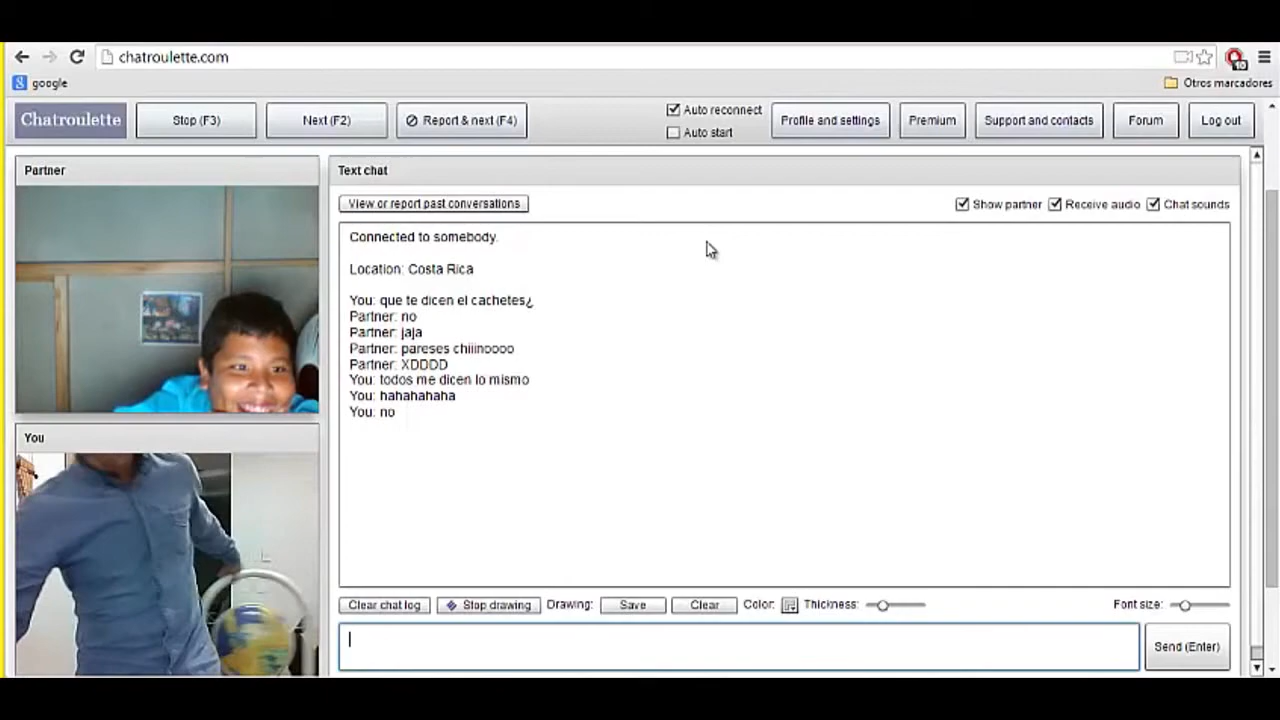 chatroulette.com
google
Otros marcadores
Chatroulette
Stop (F3)
Next (F2)
Report & next (F4)
Auto reconnect
Auto start
Profile and settings
Premium
Support and contacts
Forum
Log out
Partner
Text chat
View or report past conversations
Show partner
Receive audio
Chat sounds
Connected to somebody.
Location: Costa Rica
You: que te dicen el cachetes¿
Partner: no
Partner: jaja
Partner: pareses chiiinoooo
Partner: XDDDD
You: todos me dicen lo mismo
You: hahahahaha
You: no
You
Clear chat log
Stop drawing
Drawing:
Save
Clear
Color:
Thickness:
Font size:
Send (Enter)